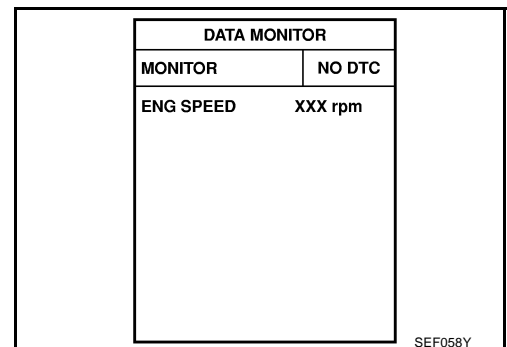 DATA MONITOR
MONITOR NO DTC
ENG SPEED XXX rpm
SEF058Y